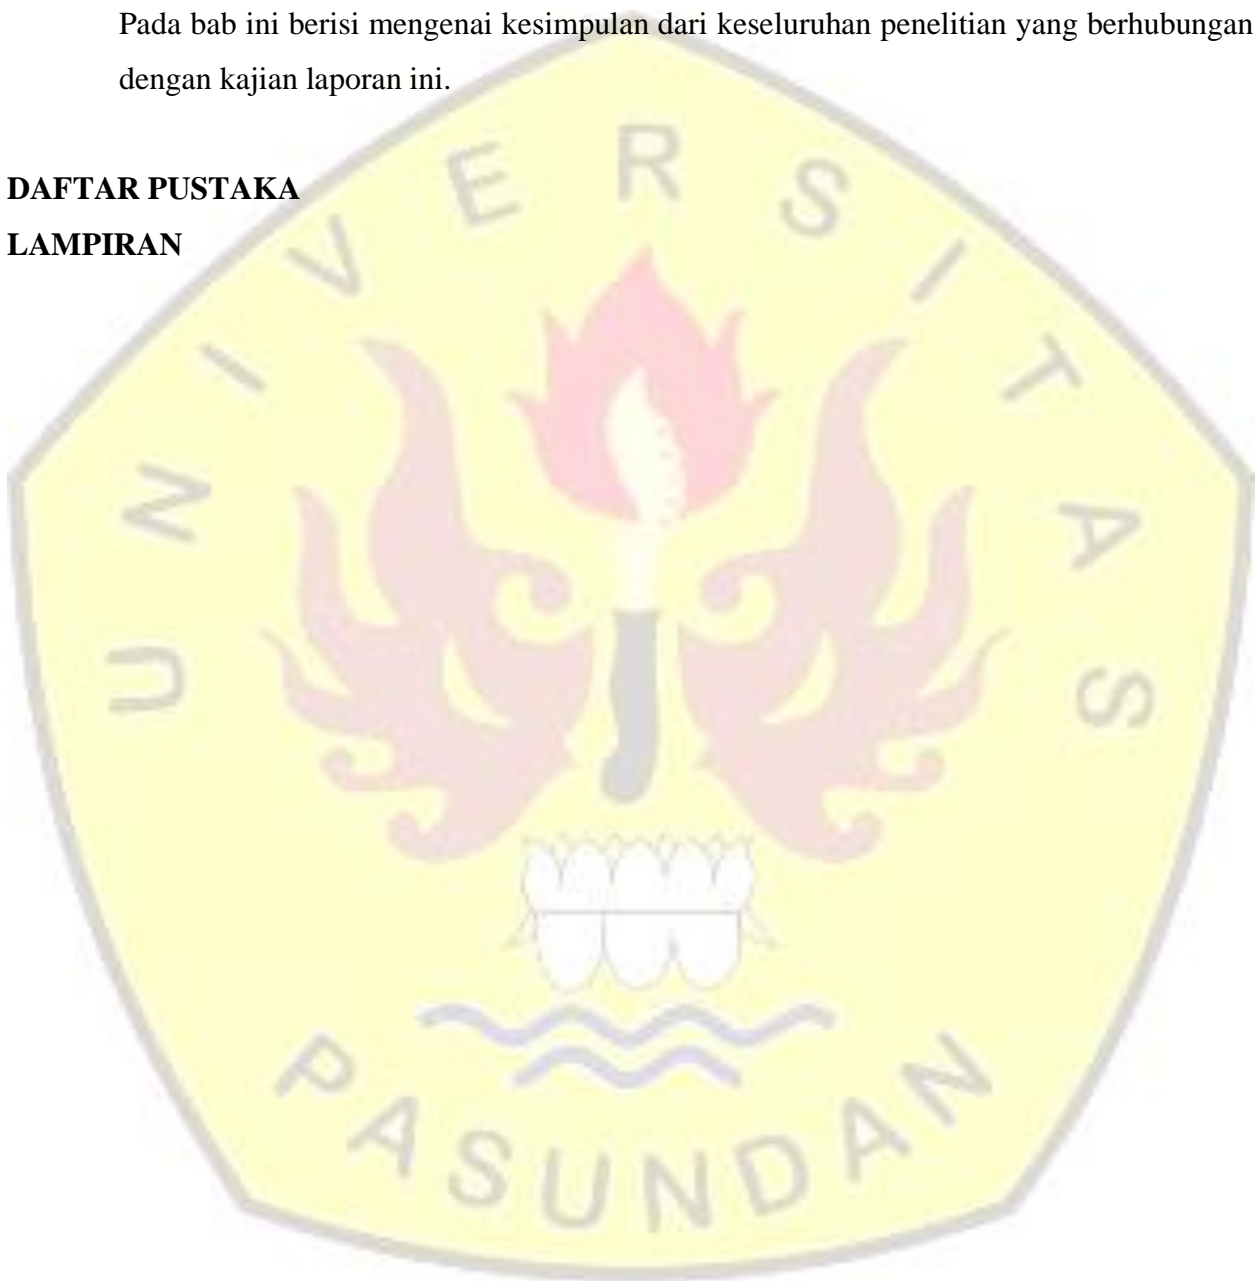 Pada bab ini berisi mengenai kesimpulan dari keseluruhan penelitian yang berhubungan
dengan kajian laporan ini.
DAFTAR PUSTAKA
LAMPIRAN
UNIVERSITAS
PASUNDAN